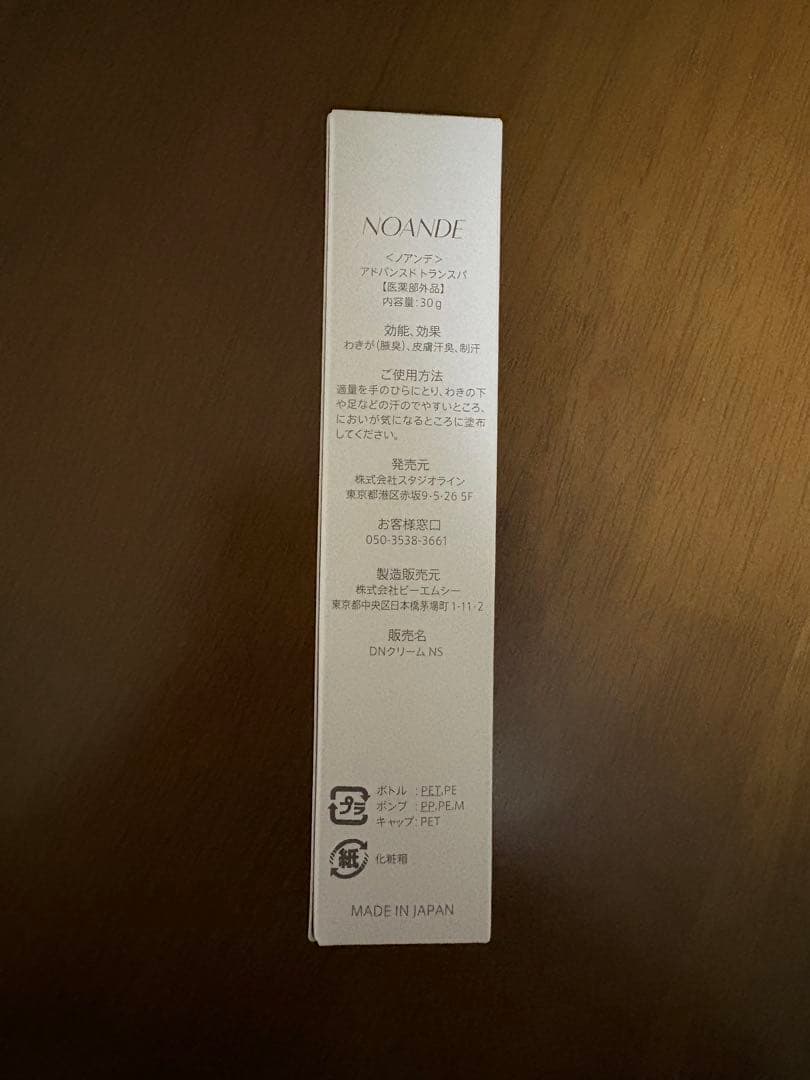 NOANDE
＜ノアンデ＞
アドバンスド トランスパ
【医薬部外品】
内容量：30g
効能、効果
わきが（腋臭）、皮膚汗臭、制汗
ご使用方法
適量を手のひらにとり、わきの下
や足などの汗のでやすいところ、
においが気になるところに塗布
してください。
発売元
株式会社スタジオライン
東京都港区赤坂9-5-26 5F
お客様窓口
050-3538-3661
製造販売元
株式会社ピーエムシー
東京都中央区日本橋茅場町 1-11-2
販売名
DNクリーム NS
プラ
ボトル ：PET,PE
ポンプ ：PP,PE,M
キャップ：PET
紙
化粧箱
MADE IN JAPAN